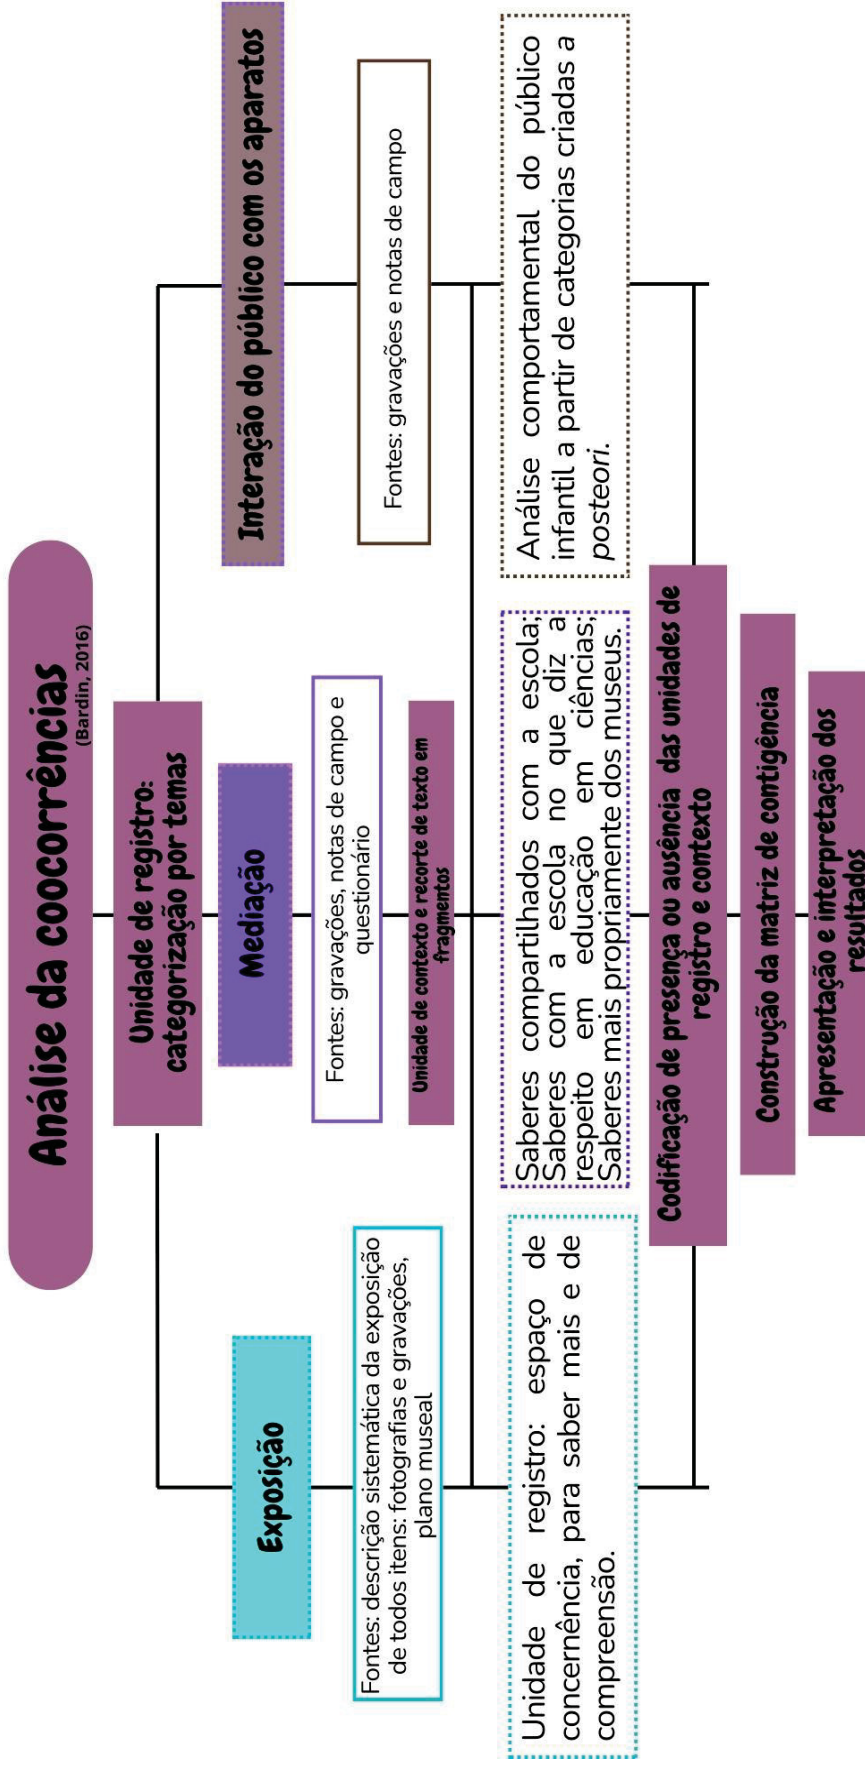 Análise da coocorrências
(Bardin, 2016)
Unidade de registro:
categorização por temas
Exposição
Mediação
Interação do público com os aparatos
Fontes: descrição sistemática da exposição
de todos itens: fotografias e gravações,
plano museal
Fontes: gravações, notas de campo e
questionário
Fontes: gravações e notas de campo
Unidade de contexto e recorte de texto em
fragmentos
Unidade de registro: espaço de
concernência, para saber mais e de
compreensão.
Saberes compartilhados com a escola;
Saberes com a escola no que diz a
respeito em educação em ciências;
Saberes mais propriamente dos museus.
Análise comportamental do público
infantil a partir de categorias criadas a
posteori.
Codificação de presença ou ausência das unidades de
registro e contexto
Construção da matriz de contigência
Apresentação e interpretação dos
resultados